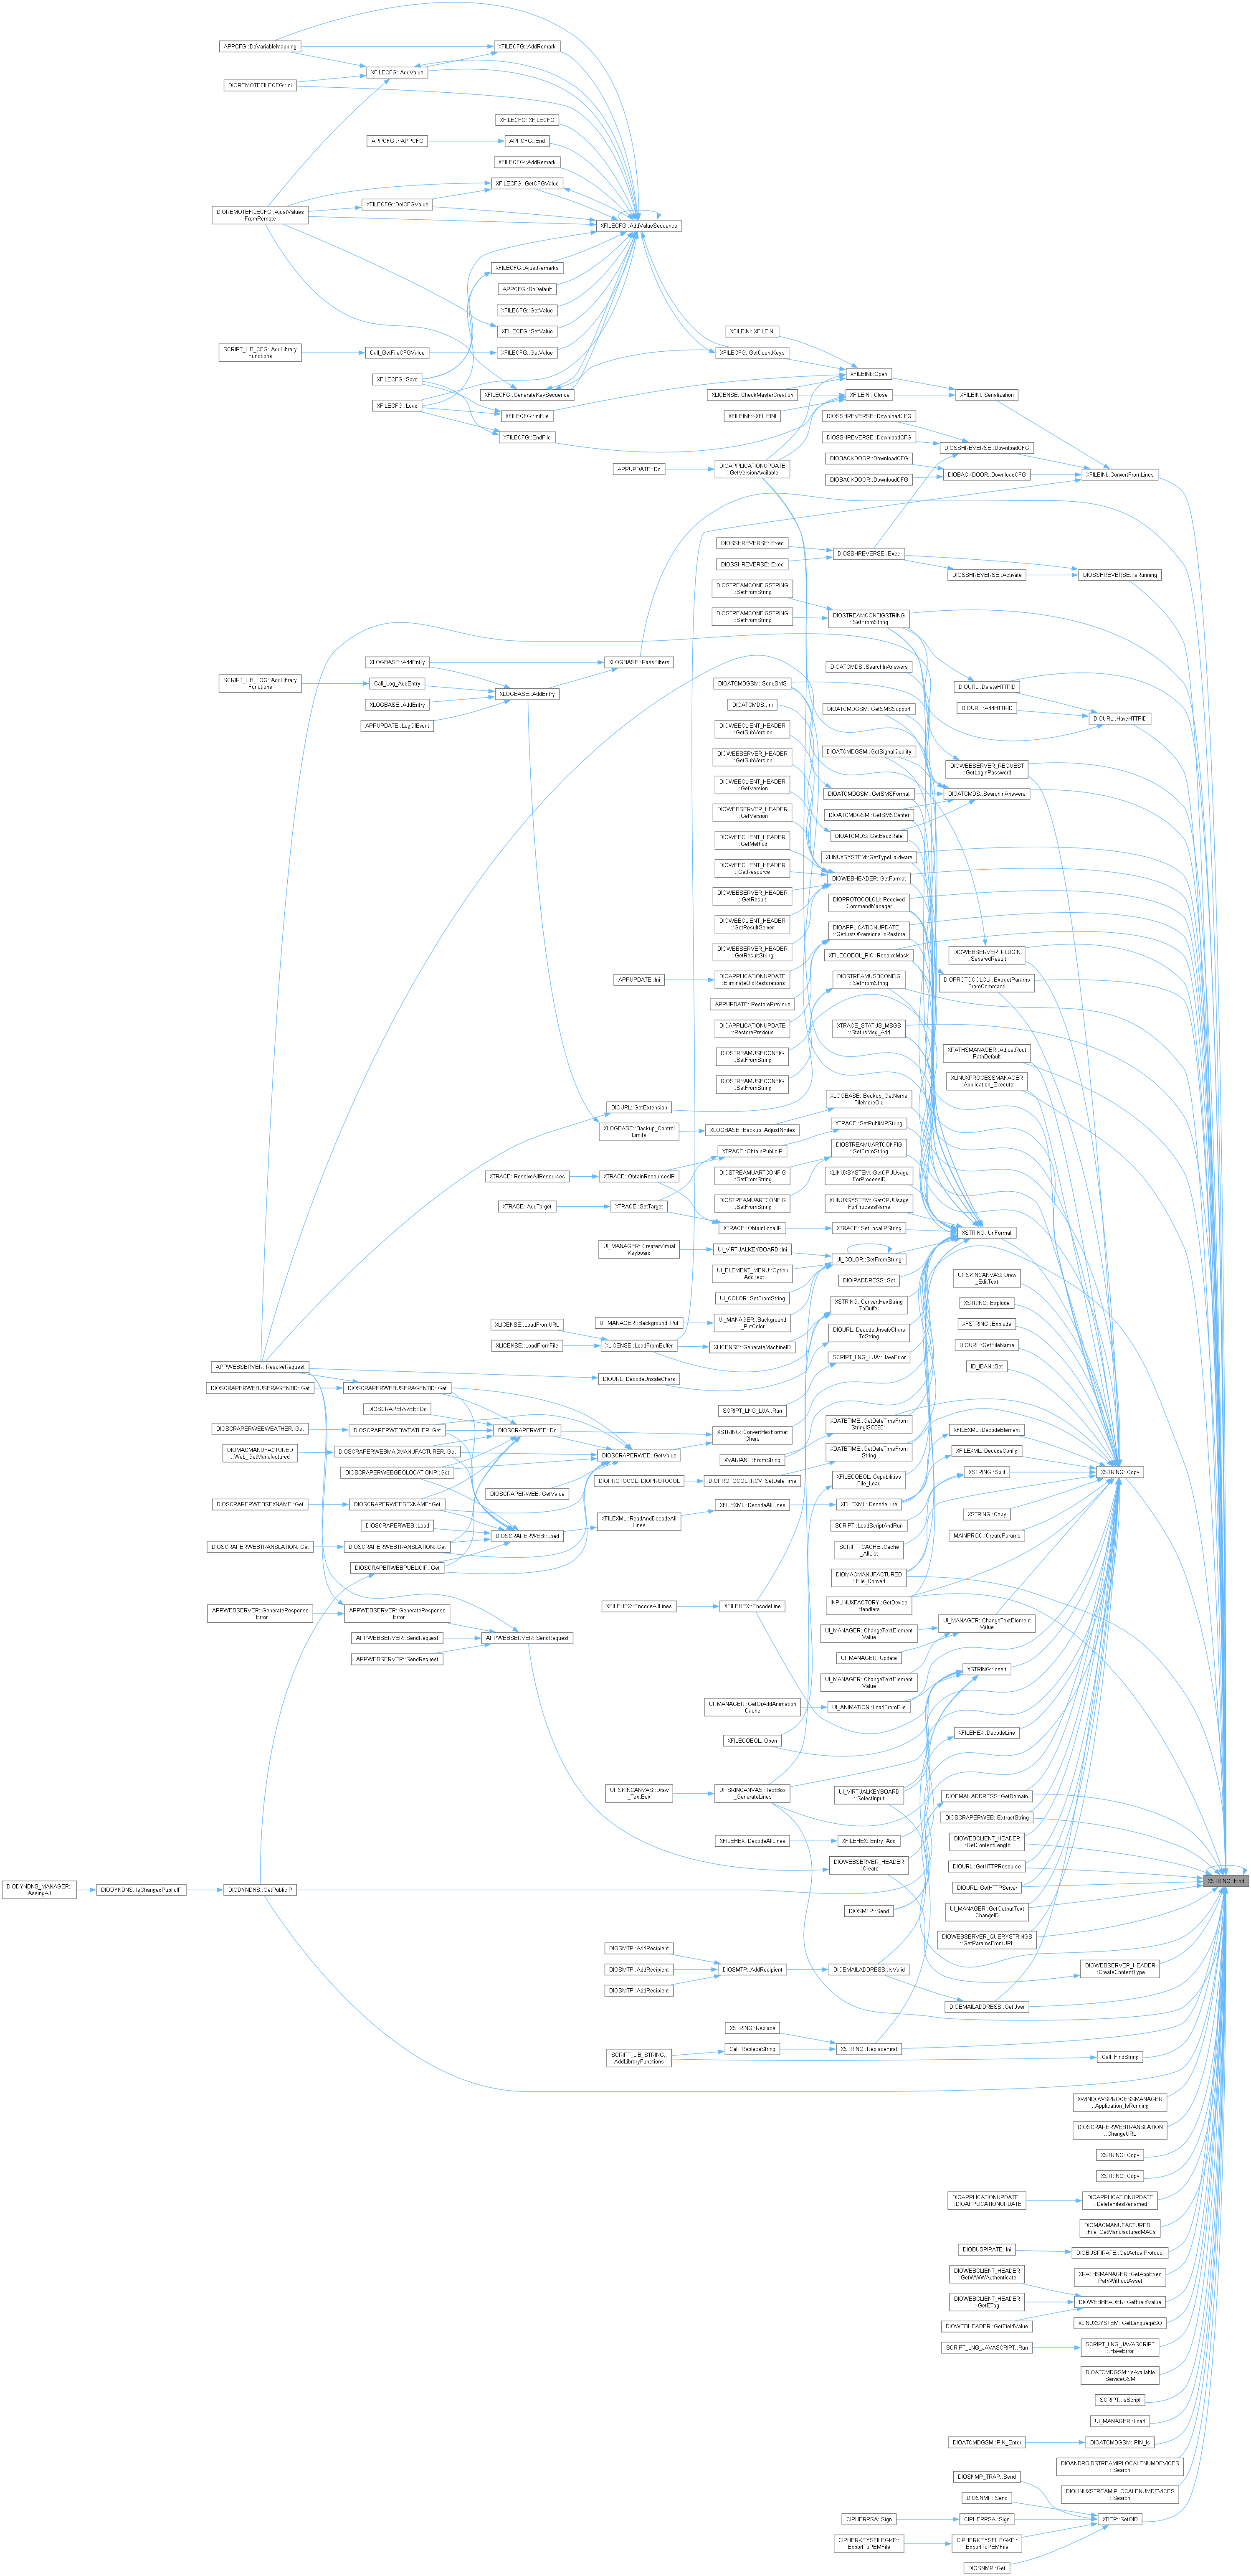 APPCFG::DoVariableMapping
XFILECFG::AddRemark
XFILECFG::AddValue
DIOREMOTEFILECFG::Ini
XFILECFG::XFILECFG
APPCFG::~APPCFG
APPCFG::End
XFILECFG::AddRemark
XFILECFG::GetCFGValue
XFILECFG::DelCFGValue
DIOREMOTEFILECFG::AjustValues
FromRemote
XFILECFG::AddValueSecuence
XFILECFG::AjustRemarks
APPCFG::DoDefault
XFILECFG::GetValue
XFILECFG::SetValue
XFILEINI::XFILEINI
SCRIPT_LIB_CFG::AddLibrary
Functions
Call_GetFileCFGValue
XFILECFG::GetValue
XFILECFG::GetCountKeys
XFILEINI::Open
XFILECFG::Save
XFILECFG::GenerateKeySecuence
XLICENSE::CheckMasterCreation
XFILEINI::Close
XFILEINI::Serialization
XFILECFG::Load
XFILECFG::IniFile
XFILEINI::~XFILEINI
DIOSSHREVERSE::DownloadCFG
XFILECFG::EndFile
DIOSSHREVERSE::DownloadCFG
DIOSSHREVERSE::DownloadCFG
DIOBACKDOOR::DownloadCFG
APPUPDATE::Do
DIOAPPLICATIONUPDATE
::GetVersionAvailable
DIOBACKDOOR::DownloadCFG
DIOBACKDOOR::DownloadCFG
XFILEINI::ConvertFromLines
DIOSSHREVERSE::Exec
DIOSSHREVERSE::Exec
DIOSSHREVERSE::Exec
DIOSSHREVERSE::Activate
DIOSSHREVERSE::IsRunning
DIOSTREAMCONFIGSTRING
::SetFromString
DIOSTREAMCONFIGSTRING
::SetFromString
DIOSTREAMCONFIGSTRING
::SetFromString
XLOGBASE::AddEntry
XLOGBASE::PassFilters
DIOATCMDS::SearchInAnswers
SCRIPT_LIB_LOG::AddLibrary
Functions
Call_Log_AddEntry
XLOGBASE::AddEntry
DIOATCMDGSM::SendSMS
DIOURL::DeleteHTTPID
XLOGBASE::AddEntry
DIOATCMDS::Ini
DIOATCMDGSM::GetSMSSupport
DIOURL::AddHTTPID
DIOURL::HaveHTTPID
APPUPDATE::LogOfEvent
DIOWEBCLIENT_HEADER
::GetSubVersion
DIOATCMDGSM::GetSignalQuality
DIOWEBSERVER_HEADER
::GetSubVersion
DIOWEBSERVER_REQUEST
::GetLoginPassword
DIOWEBCLIENT_HEADER
::GetVersion
DIOATCMDGSM::GetSMSFormat
DIOATCMDS::SearchInAnswers
DIOWEBSERVER_HEADER
::GetVersion
DIOATCMDGSM::GetSMSCenter
DIOWEBCLIENT_HEADER
::GetMethod
DIOATCMDS::GetBaudRate
XLINUXSYSTEM::GetTypeHardware
DIOWEBCLIENT_HEADER
::GetResource
DIOWEBHEADER::GetFormat
DIOWEBSERVER_HEADER
::GetResult
DIOPROTOCOLCLI::Received
CommandManager
DIOWEBCLIENT_HEADER
::GetResultServer
DIOAPPLICATIONUPDATE
::GetListOfVersionsToRestore
DIOWEBSERVER_HEADER
::GetResultString
XFILECOBOL_PIC::ResolveMask
DIOWEBSERVER_PLUGIN
::SeparedResult
APPUPDATE::Ini
DIOAPPLICATIONUPDATE
::EliminateOldRestorations
DIOSTREAMUSBCONFIG
::SetFromString
DIOPROTOCOLCLI::ExtractParams
FromCommand
APPUPDATE::RestorePrevious
DIOAPPLICATIONUPDATE
::RestorePrevious
XTRACE_STATUS_MSGS
::StatusMsg_Add
DIOSTREAMUSBCONFIG
::SetFromString
XPATHSMANAGER::AdjustRoot
PathDefault
DIOSTREAMUSBCONFIG
::SetFromString
XLINUXPROCESSMANAGER
::Application_Execute
DIOURL::GetExtension
XLOGBASE::Backup_GetName
FileMoreOld
XLOGBASE::Backup_Control
Limits
XLOGBASE::Backup_AdjustNFiles
XTRACE::SetPublicIPString
XTRACE::ObtainPublicIP
DIOSTREAMUARTCONFIG
::SetFromString
XTRACE::ResolveAllResources
XTRACE::ObtainResourcesIP
DIOSTREAMUARTCONFIG
::SetFromString
XLINUXSYSTEM::GetCPUUsage
ForProcessID
XTRACE::AddTarget
XTRACE::SetTarget
DIOSTREAMUARTCONFIG
::SetFromString
XLINUXSYSTEM::GetCPUUsage
ForProcessName
XTRACE::ObtainLocalIP
XTRACE::SetLocalIPString
XSTRING::UnFormat
UI_MANAGER::CreaterVirtual
Keyboard
UI_VIRTUALKEYBOARD::Ini
UI_COLOR::SetFromString
UI_ELEMENT_MENU::Option
_AddText
DIOIPADDRESS::Set
UI_SKINCANVAS::Draw
_EditText
UI_COLOR::SetFromString
XSTRING::ConvertHexString
ToBuffer
XSTRING::Explode
UI_MANAGER::Background_Put
UI_MANAGER::Background
_PutColor
XLICENSE::LoadFromURL
XFSTRING::Explode
XLICENSE::LoadFromFile
XLICENSE::LoadFromBuffer
XLICENSE::GenerateMachineID
DIOURL::DecodeUnsafeChars
ToString
DIOURL::GetFileName
SCRIPT_LNG_LUA::HaveError
ID_IBAN::Set
APPWEBSERVER::ResolveRequest
DIOURL::DecodeUnsafeChars
DIOSCRAPERWEBUSERAGENTID::Get
DIOSCRAPERWEBUSERAGENTID::Get
DIOSCRAPERWEB::Do
SCRIPT_LNG_LUA::Run
DIOSCRAPERWEBWEATHER::Get
DIOSCRAPERWEBWEATHER::Get
DIOSCRAPERWEB::Do
XSTRING::ConvertHexFormat
Chars
XDATETIME::GetDateTimeFrom
StringISO8601
XFILEXML::DecodeElement
DIOMACMANUFACTURED
::Web_GetManufactured
DIOSCRAPERWEBMACMANUFACTURER::Get
DIOSCRAPERWEB::GetValue
XVARIANT::FromString
XDATETIME::GetDateTimeFrom
String
XFILEXML::DecodeConfig
DIOSCRAPERWEBGEOLOCATIONIP::Get
DIOPROTOCOL::DIOPROTOCOL
DIOPROTOCOL::RCV_SetDateTime
XFILECOBOL::Capabilities
File_Load
XSTRING::Split
XSTRING::Copy
DIOSCRAPERWEB::GetValue
DIOSCRAPERWEBSEXNAME::Get
DIOSCRAPERWEBSEXNAME::Get
XFILEXML::ReadAndDecodeAll
Lines
XFILEXML::DecodeAllLines
XFILEXML::DecodeLine
XSTRING::Copy
DIOSCRAPERWEB::Load
DIOSCRAPERWEB::Load
SCRIPT::LoadScriptAndRun
MAINPROC::CreateParams
DIOSCRAPERWEBTRANSLATION::Get
DIOSCRAPERWEBTRANSLATION::Get
SCRIPT_CACHE::Cache
_AllList
DIOSCRAPERWEBPUBLICIP::Get
DIOMACMANUFACTURED
::File_Convert
INPLINUXFACTORY::GetDevice
Handlers
XFILEHEX::EncodeAllLines
XFILEHEX::EncodeLine
APPWEBSERVER::GenerateResponse
_Error
APPWEBSERVER::GenerateResponse
_Error
UI_MANAGER::ChangeTextElement
Value
UI_MANAGER::ChangeTextElement
Value
APPWEBSERVER::SendRequest
APPWEBSERVER::SendRequest
UI_MANAGER::Update
APPWEBSERVER::SendRequest
UI_MANAGER::ChangeTextElement
Value
XSTRING::Insert
UI_MANAGER::GetOrAddAnimation
Cache
UI_ANIMATION::LoadFromFile
XFILECOBOL::Open
XFILEHEX::DecodeLine
UI_SKINCANVAS::Draw
_TextBox
UI_SKINCANVAS::TextBox
_GenerateLines
UI_VIRTUALKEYBOARD
::SelectInput
DIOEMAILADDRESS::GetDomain
DIOSCRAPERWEB::ExtractString
XFILEHEX::DecodeAllLines
XFILEHEX::Entry_Add
DIOWEBCLIENT_HEADER
::GetContentLength
DIOWEBSERVER_HEADER
::Create
DIOURL::GetHTTPResource
XSTRING::Find
DIODYNDNS_MANAGER::
AssingAll
DIODYNDNS::IsChangedPublicIP
DIODYNDNS::GetPublicIP
DIOURL::GetHTTPServer
DIOSMTP::Send
UI_MANAGER::GetOutputText
ChangeID
DIOWEBSERVER_QUERYSTRINGS
::GetParamsFromURL
DIOSMTP::AddRecipient
DIOSMTP::AddRecipient
DIOSMTP::AddRecipient
DIOEMAILADDRESS::IsValid
DIOWEBSERVER_HEADER
::CreateContentType
DIOSMTP::AddRecipient
DIOEMAILADDRESS::GetUser
XSTRING::Replace
SCRIPT_LIB_STRING::
AddLibraryFunctions
Call_ReplaceString
XSTRING::ReplaceFirst
Call_FindString
XWINDOWSPROCESSMANAGER
::Application_IsRunning
DIOSCRAPERWEBTRANSLATION
::ChangeURL
XSTRING::Copy
XSTRING::Copy
DIOAPPLICATIONUPDATE
::DIOAPPLICATIONUPDATE
DIOAPPLICATIONUPDATE
::DeleteFilesRenamed
DIOMACMANUFACTURED
::File_GetManufacturedMACs
DIOBUSPIRATE::Ini
DIOBUSPIRATE::GetActualProtocol
DIOWEBCLIENT_HEADER
::GetWWWAuthenticate
XPATHSMANAGER::GetAppExec
PathWithoutAsset
DIOWEBCLIENT_HEADER
::GetETag
DIOWEBHEADER::GetFieldValue
DIOWEBHEADER::GetFieldValue
XLINUXSYSTEM::GetLanguageSO
SCRIPT_LNG_JAVASCRIPT::Run
SCRIPT_LNG_JAVASCRIPT
::HaveError
DIOATCMDGSM::IsAvailable
ServiceGSM
SCRIPT::IsScript
UI_MANAGER::Load
DIOATCMDGSM::PIN_Enter
DIOATCMDGSM::PIN_Is
DIOANDROIDSTREAMIPLOCALENUMDEVICES
::Search
DIOSNMP_TRAP::Send
DIOLINUXSTREAMIPLOCALENUMDEVICES
::Search
DIOSNMP::Send
CIPHERRSA::Sign
CIPHERRSA::Sign
XBER::SetOID
CIPHERKEYSFILEGKF::
ExportToPEMFile
CIPHERKEYSFILEGKF::
ExportToPEMFile
DIOSNMP::Get